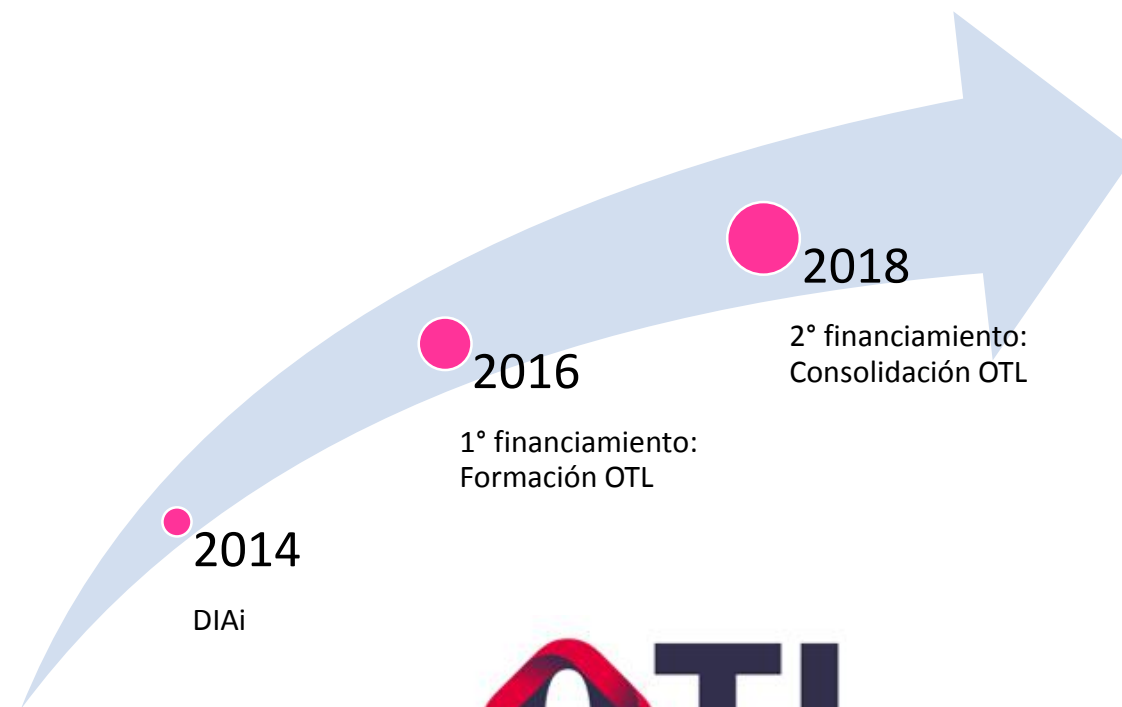 2018
2° financiamiento:
Consolidación OTL
2016
1° financiamiento:
Formación OTL
2014
DIAi